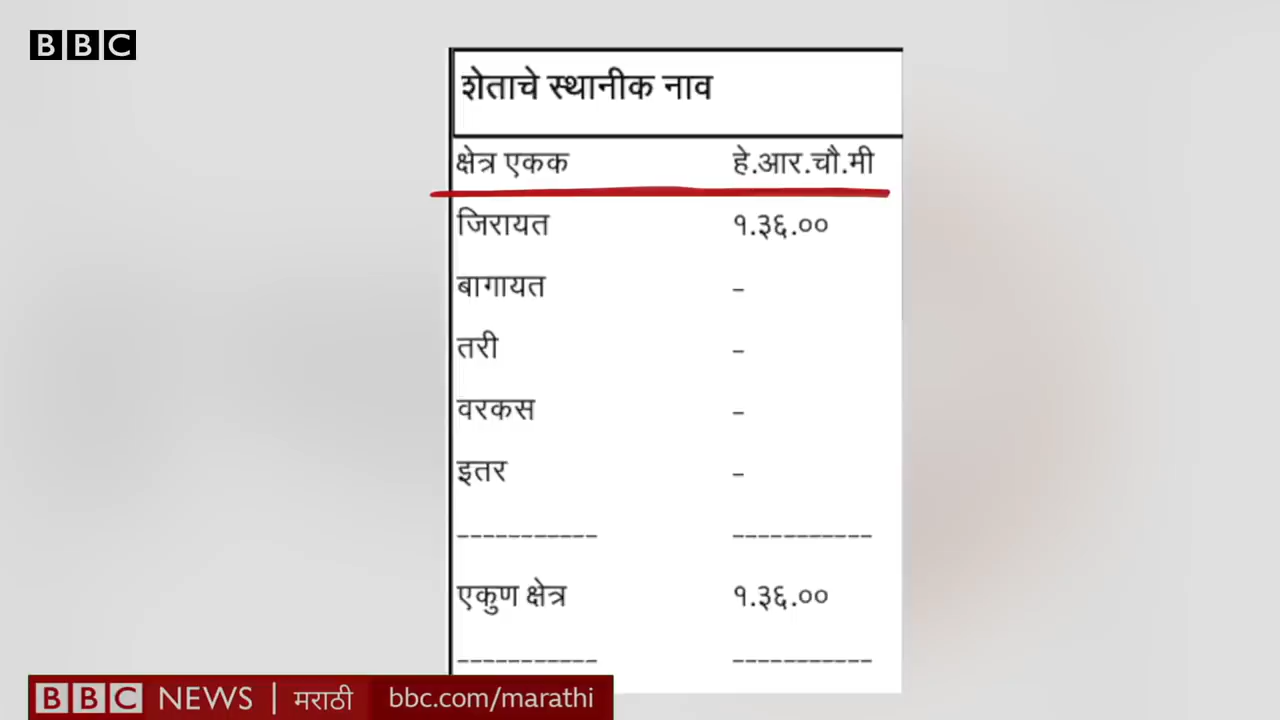 BBC
शेताचे स्थानीक नाव
क्षेत्र एकक हे.आर.चौ.मी
जिरायत १.३६.००
बागायत -
तरी -
वरकस -
इतर -
----------- -----------
एकुण क्षेत्र १.३६.००
----------- -----------
BBC NEWS | मराठी bbc.com/marathi